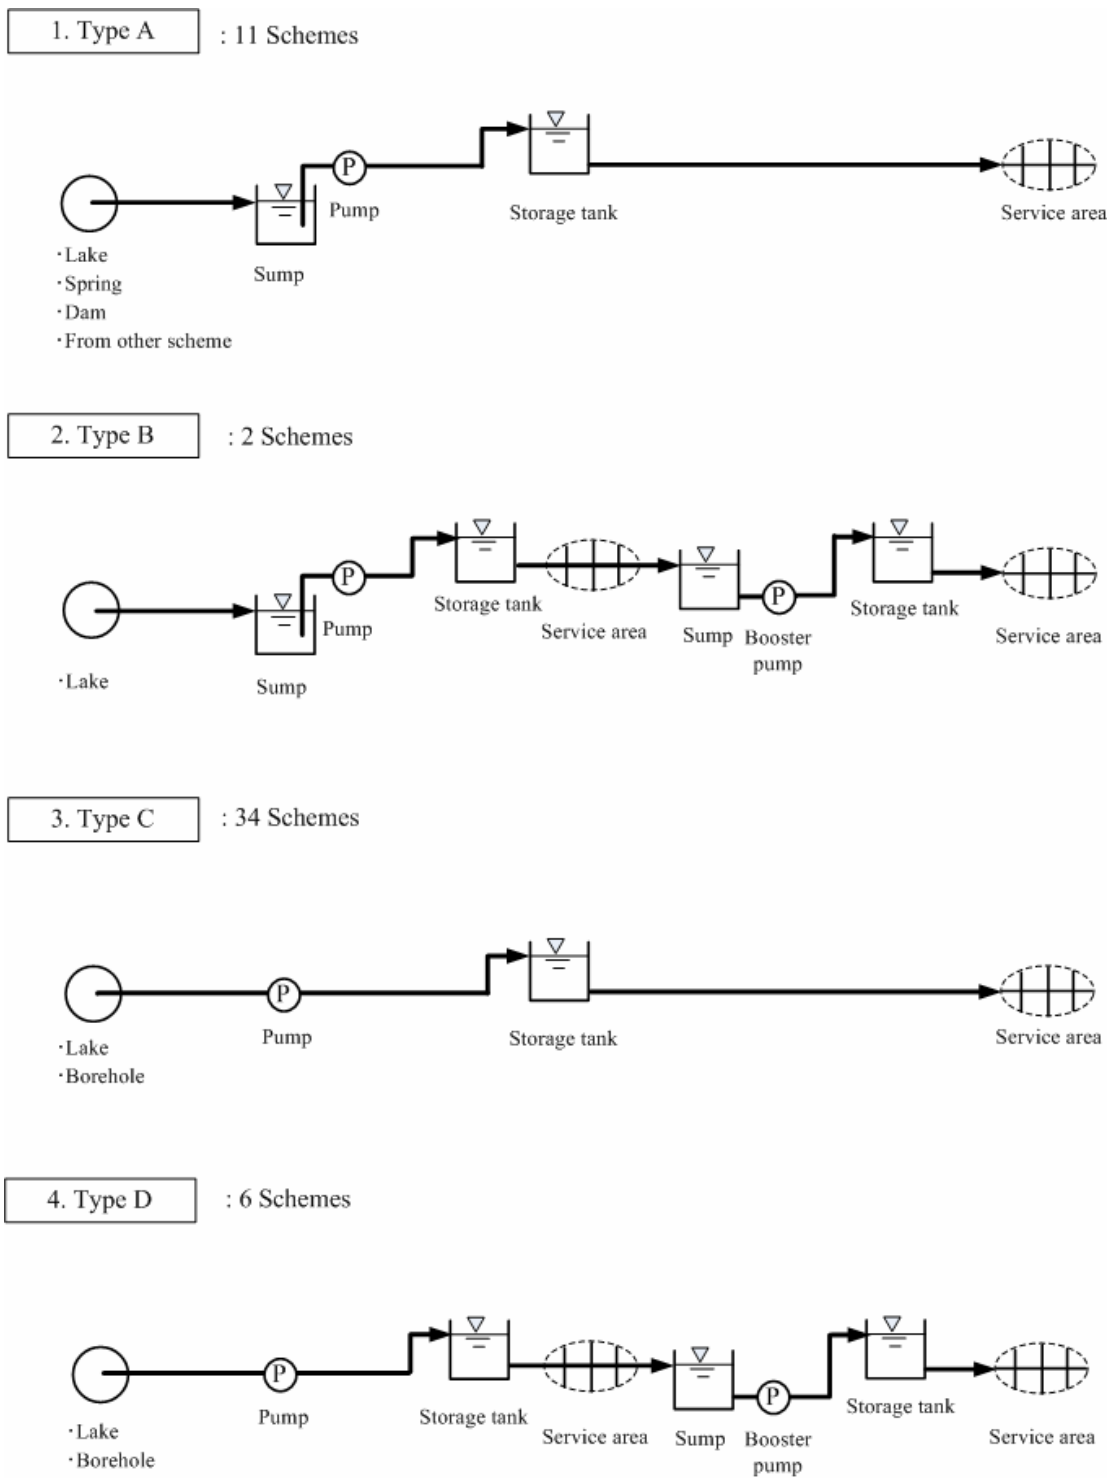 1. Type A : 11 Schemes
P
Pump
Storage tank
Service area
Sump
·Lake
·Spring
·Dam
·From other scheme
2. Type B : 2 Schemes
P
Pump
Storage tank
Service area
P
Sump
Booster
pump
Storage tank
Service area
·Lake
Sump
3. Type C : 34 Schemes
P
Pump
Storage tank
Service area
·Lake
·Borehole
4. Type D : 6 Schemes
P
Pump
Storage tank
Service area
P
Sump
Booster
pump
Storage tank
Service area
·Lake
·Borehole